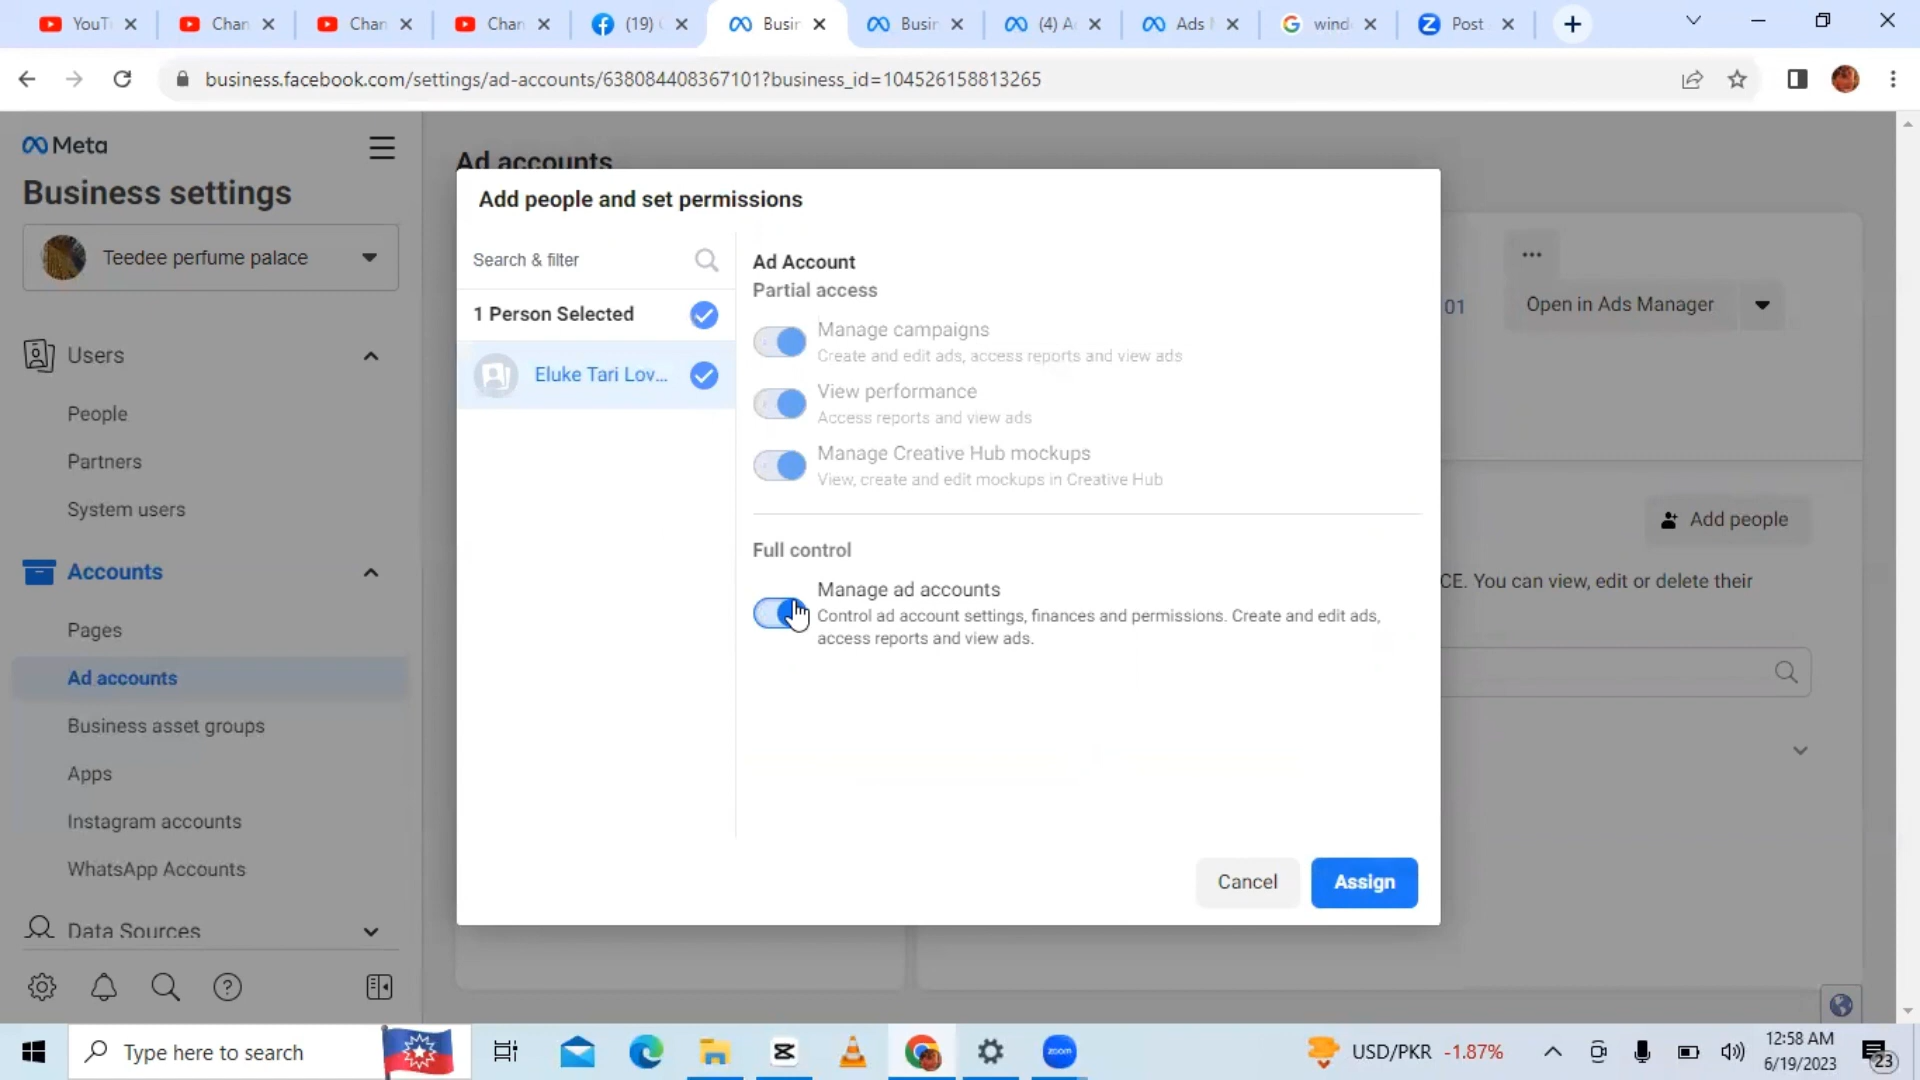 YouT
Chan
Chan
Chan
(19)
Busin
Busin
(4) A
Ads
wind
Post
business.facebook.com/settings/ad-accounts/638084408367101?business_id=104526158813265
Meta
Business settings
Teedee perfume palace
Users
People
Partners
System users
Accounts
Pages
Ad accounts
Business asset groups
Apps
Instagram accounts
WhatsApp Accounts
Data Sources
Ad accounts
Add people and set permissions
Search & filter
1 Person Selected
Eluke Tari Lov...
Ad Account
Partial access
Manage campaigns
Create and edit ads, access reports and view ads
View performance
Access reports and view ads
Manage Creative Hub mockups
View, create and edit mockups in Creative Hub
Full control
Manage ad accounts
Control ad account settings, finances and permissions. Create and edit ads,
access reports and view ads.
Cancel
Assign
01
Open in Ads Manager
Add people
CE. You can view, edit or delete their
Type here to search
zoom
USD/PKR -1.87%
12:58 AM
6/19/2023
23